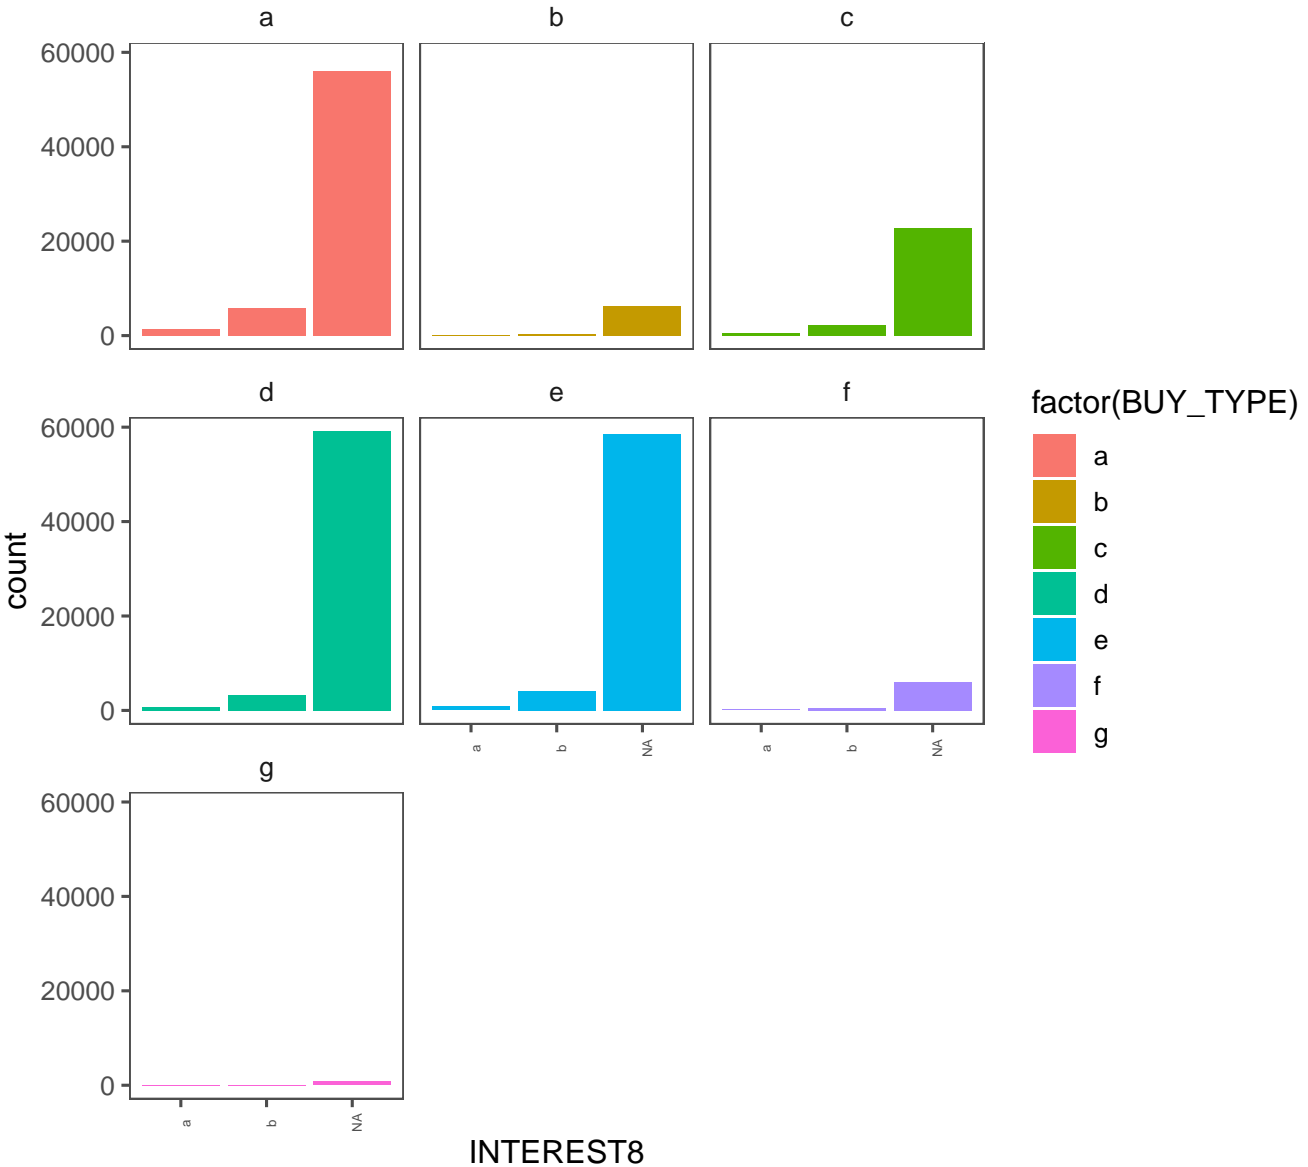 a b c
60000
40000
20000
0
d e f
60000
40000
20000
0
a b NA a b NA
g
60000
40000
20000
0
a b NA
count
INTEREST8
factor(BUY_TYPE)
a
b
c
d
e
f
g